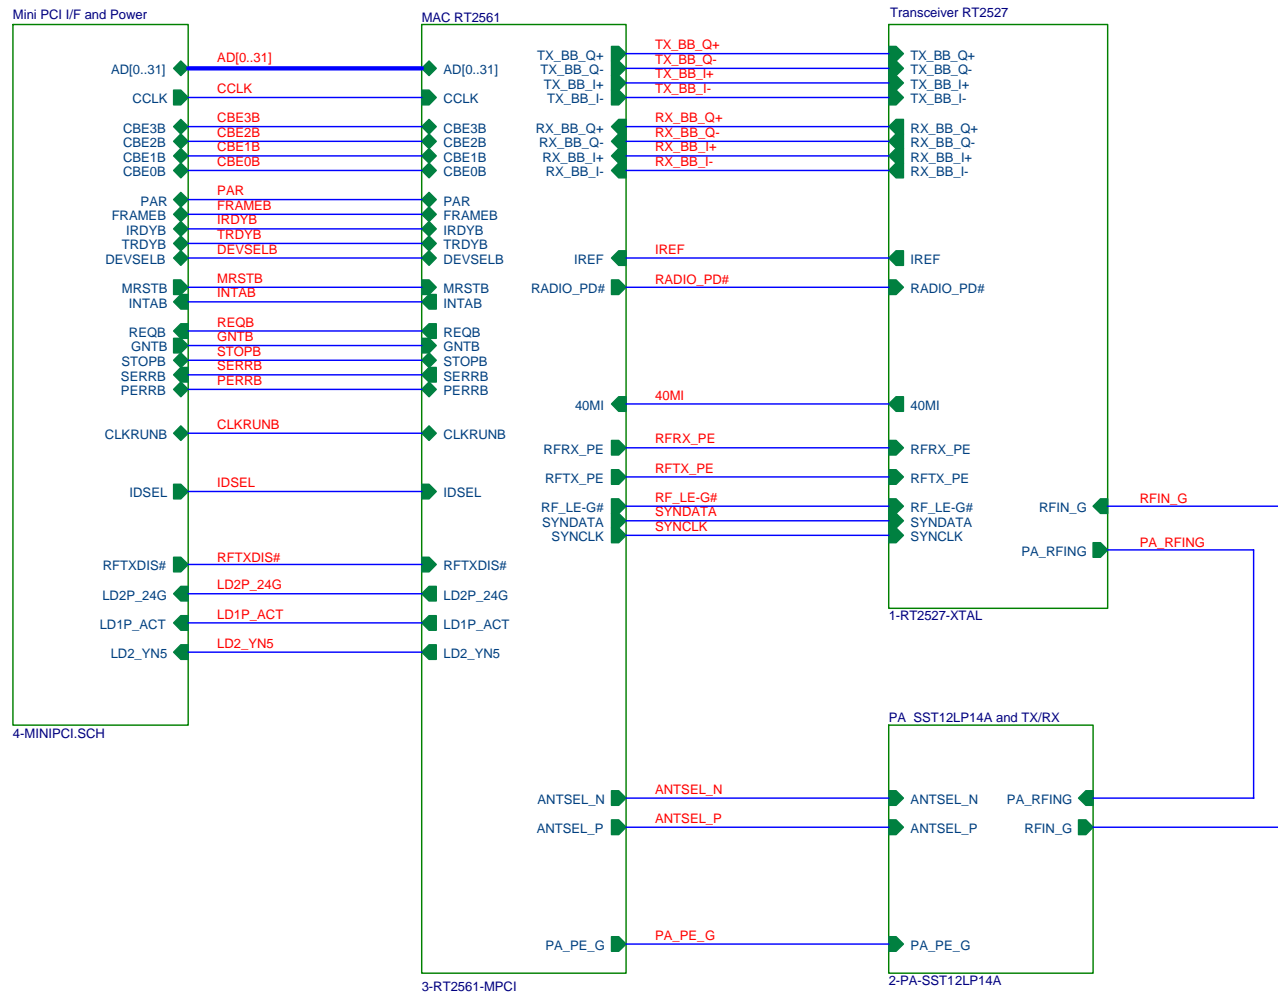 Mini PCI I/F and Power
AD[0..31]
CCLK
CBE3B
CBE2B
CBE1B
CBE0B
PAR
FRAMEB
IRDYB
TRDYB
DEVSELB
MRSTB
INTAB
REQB
GNTB
STOPB
SERRB
PERRB
CLKRUNB
IDSEL
RFTXDIS#
LD2P_24G
LD1P_ACT
LD2_YN5
4-MINIPCI.SCH
AD[0..31]
CCLK
CBE3B
CBE2B
CBE1B
CBE0B
PAR
FRAMEB
IRDYB
TRDYB
DEVSELB
MRSTB
INTAB
REQB
GNTB
STOPB
SERRB
PERRB
CLKRUNB
IDSEL
RFTXDIS#
LD2P_24G
LD1P_ACT
LD2_YN5
MAC RT2561
AD[0..31]
CCLK
CBE3B
CBE2B
CBE1B
CBE0B
PAR
FRAMEB
IRDYB
TRDYB
DEVSELB
MRSTB
INTAB
REQB
GNTB
STOPB
SERRB
PERRB
CLKRUNB
IDSEL
RFTXDIS#
LD2P_24G
LD1P_ACT
LD2_YN5
TX_BB_Q+
TX_BB_Q-
TX_BB_I+
TX_BB_I-
RX_BB_Q+
RX_BB_Q-
RX_BB_I+
RX_BB_I-
IREF
RADIO_PD#
40MI
RFRX_PE
RFTX_PE
RF_LE-G#
SYNDATA
SYNCLK
ANTSEL_N
ANTSEL_P
PA_PE_G
3-RT2561-MPCI
TX_BB_Q+
TX_BB_Q-
TX_BB_I+
TX_BB_I-
RX_BB_Q+
RX_BB_Q-
RX_BB_I+
RX_BB_I-
IREF
RADIO_PD#
40MI
RFRX_PE
RFTX_PE
RF_LE-G#
SYNDATA
SYNCLK
ANTSEL_N
ANTSEL_P
PA_PE_G
Transceiver RT2527
TX_BB_Q+
TX_BB_Q-
TX_BB_I+
TX_BB_I-
RX_BB_Q+
RX_BB_Q-
RX_BB_I+
RX_BB_I-
IREF
RADIO_PD#
40MI
RFRX_PE
RFTX_PE
RF_LE-G#
SYNDATA
SYNCLK
RFIN_G
PA_RFING
1-RT2527-XTAL
RFIN_G
PA_RFING
PA SST12LP14A and TX/RX
ANTSEL_N
ANTSEL_P
PA_PE_G
PA_RFING
RFIN_G
2-PA-SST12LP14A